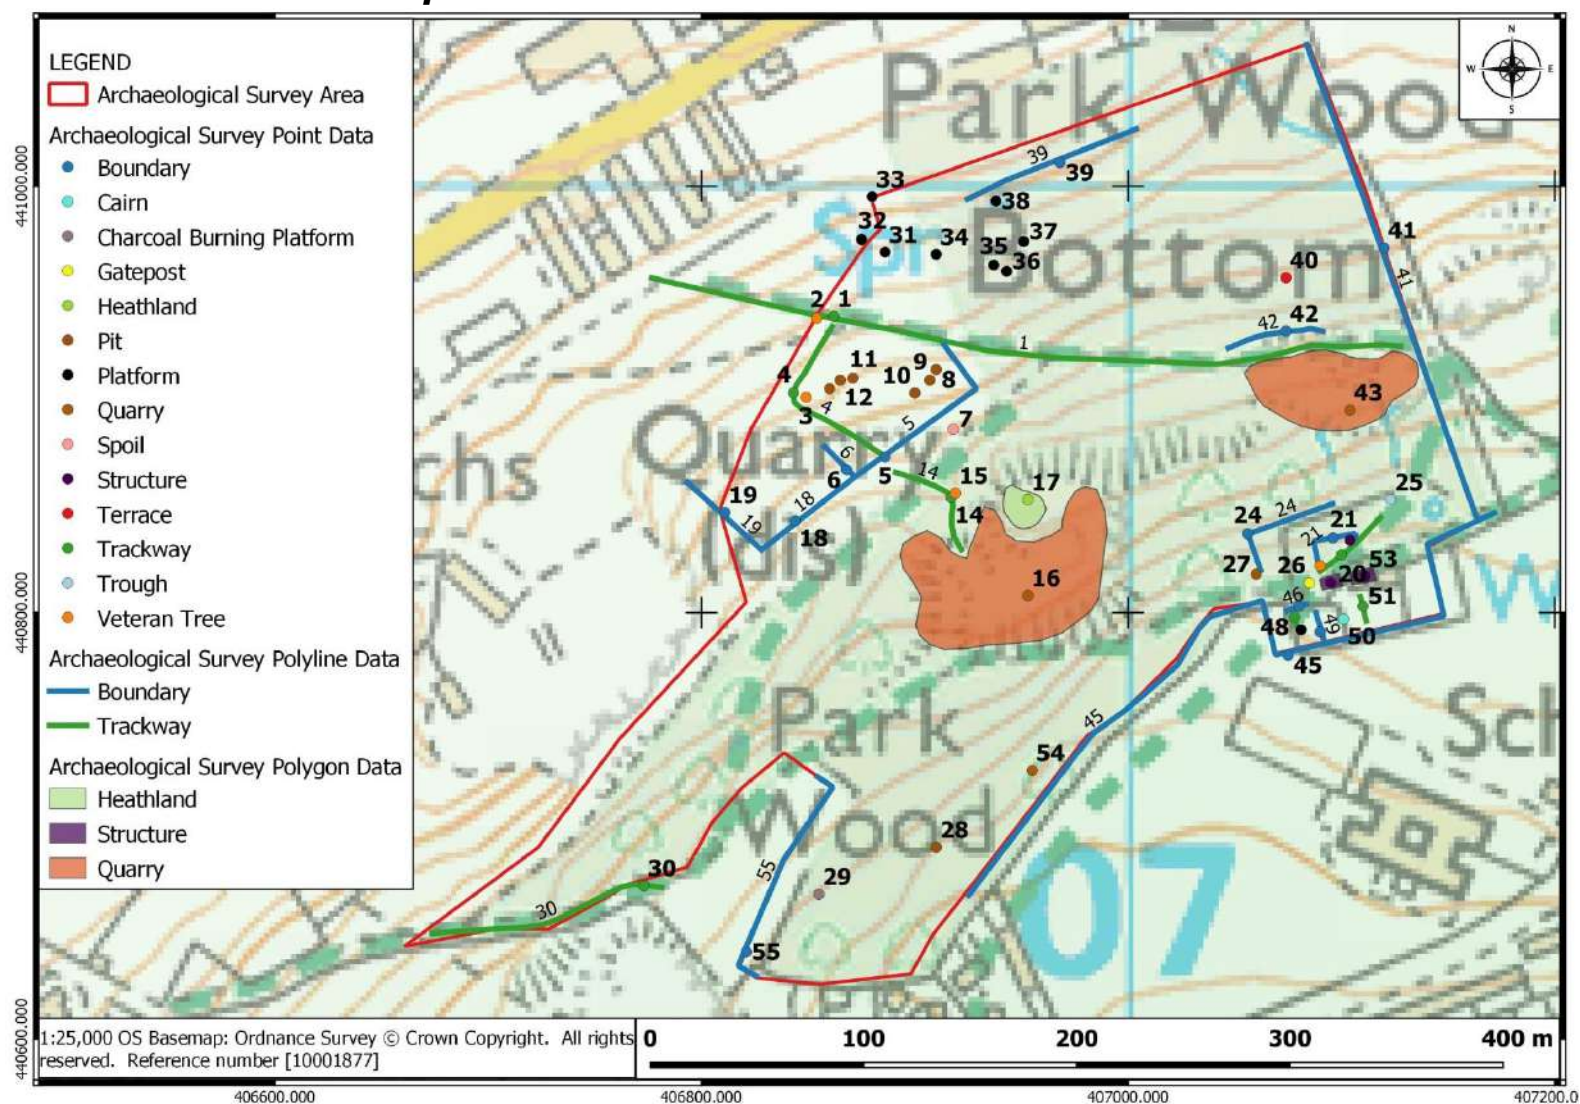 LEGEND
Archaeological Survey Area
Archaeological Survey Point Data
Boundary
Cairn
Charcoal Burning Platform
Gatepost
Heathland
Pit
Platform
Quarry
Spoil
Structure
Terrace
Trackway
Trough
Veteran Tree
Archaeological Survey Polyline Data
Boundary
Trackway
Archaeological Survey Polygon Data
Heathland
Structure
Quarry
1:25,000 OS Basemap: Ordnance Survey © Crown Copyright. All rights
reserved. Reference number [10001877]
0 100 200 300 400 m
406600.000 406800.000 407000.000 407200.0
441000.000
440800.000
440600.000
N
W E
S
Park Wood
39
39
33
38
32
31
34
37
35
36
Spr Bottom
41
41
40
2 1
42
42
1
11
9
10
8
4
12
3
4
5
7
43
Quarry
chs
6
6
5
14
15
17
25
19
18
24
24
19
18
14
21
21
(dis)
27
26
53
20
16
46
51
W
48
49
50
45
Park
45
Sch
54
Wood
28
55
29
30
30
07
55